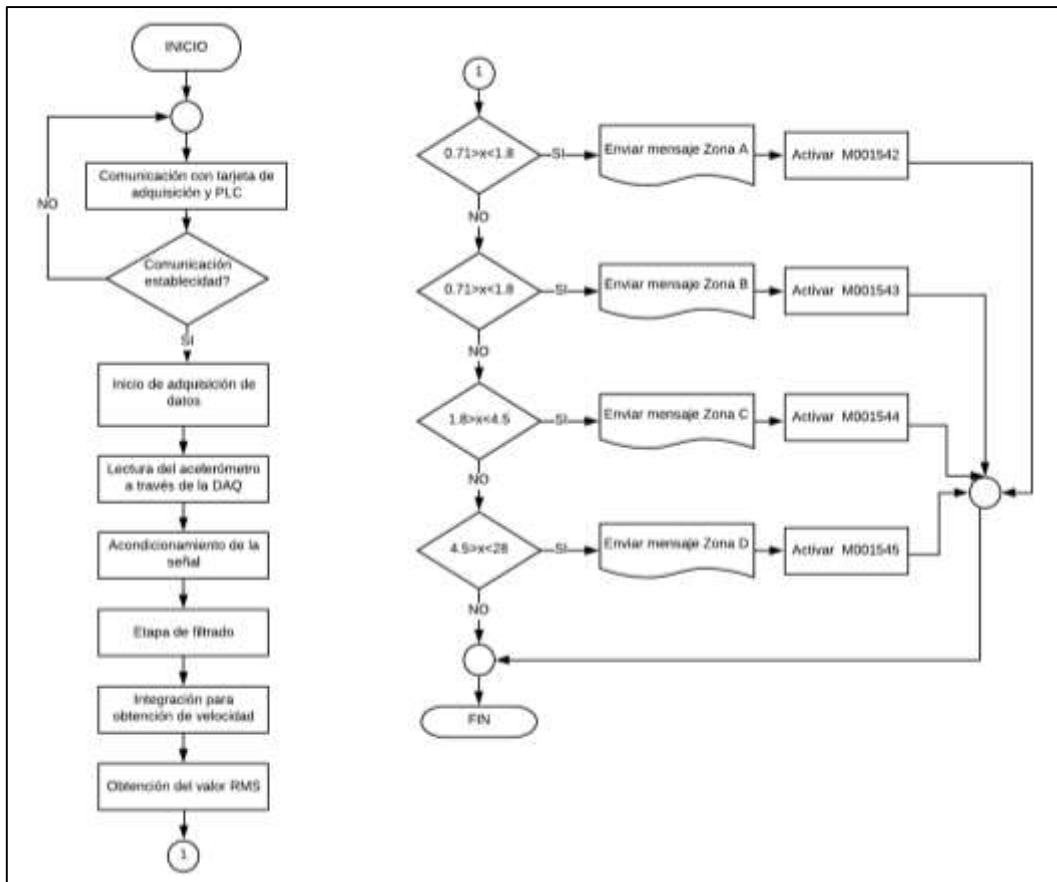 INICIO
Comunicación con tarjeta de
adquisición y PLC
NO
Comunicación
establecidad?
SI
Inicio de adquisición de
datos
Lectura del acelerómetro
a través de la DAQ
Acondicionamiento de la
señal
Etapa de filtrado
Integración para
obtención de velocidad
Obtención del valor RMS
1
1
0.71>x<1.8
SI
Enviar mensaje Zona A
Activar M001542
NO
0.71>x<1.8
SI
Enviar mensaje Zona B
Activar M001543
NO
1.8>x<4.5
SI
Enviar mensaje Zona C
Activar M001544
NO
4.5>x<28
SI
Enviar mensaje Zona D
Activar M001545
NO
FIN